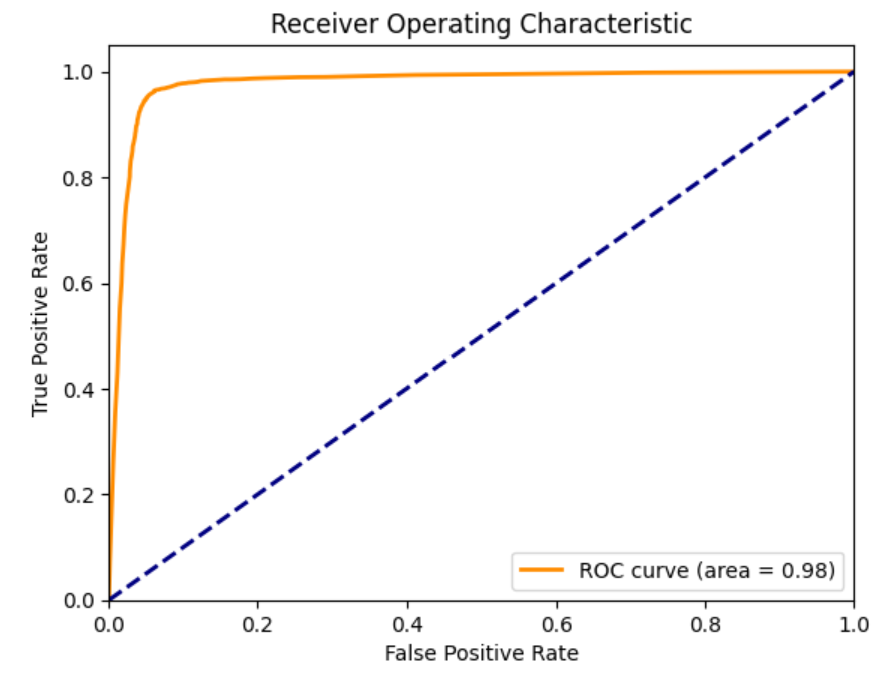 Receiver Operating Characteristic
1.0
0.8
0.6
0.4
0.2
0.0
True Positive Rate
ROC curve (area = 0.98)
0.0 0.2 0.4 0.6 0.8 1.0
False Positive Rate